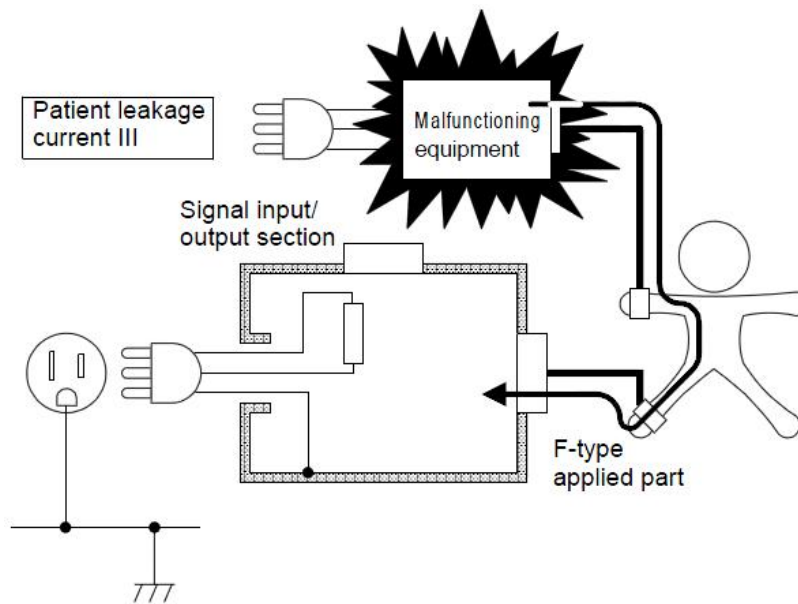 Patient leakage
current III
Malfunctioning
equipment
Signal input/
output section
F-type
applied part